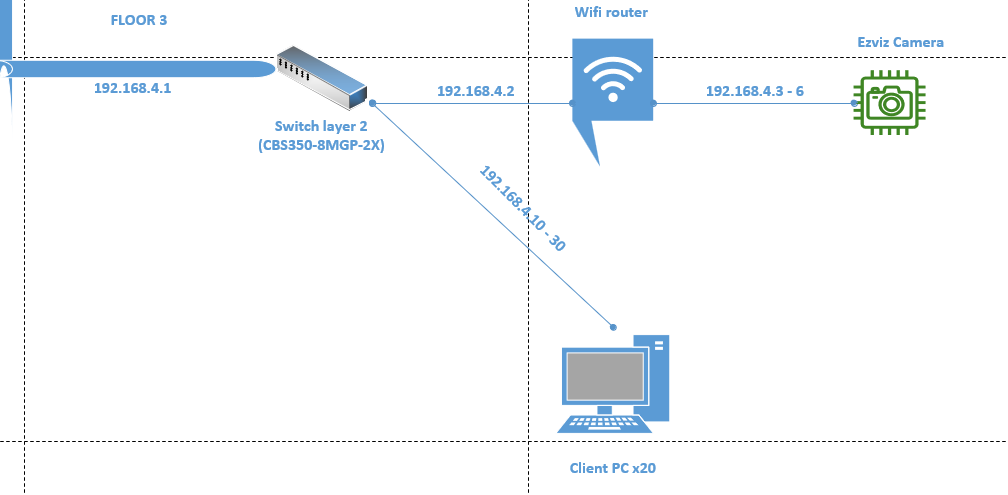 Wifi router
FLOOR 3
Ezviz Camera
192.168.4.1
192.168.4.2
192.168.4.3 - 6
Switch layer 2
(CBS350-8MGP-2X)
192.168.4.10 - 30
Client PC x20